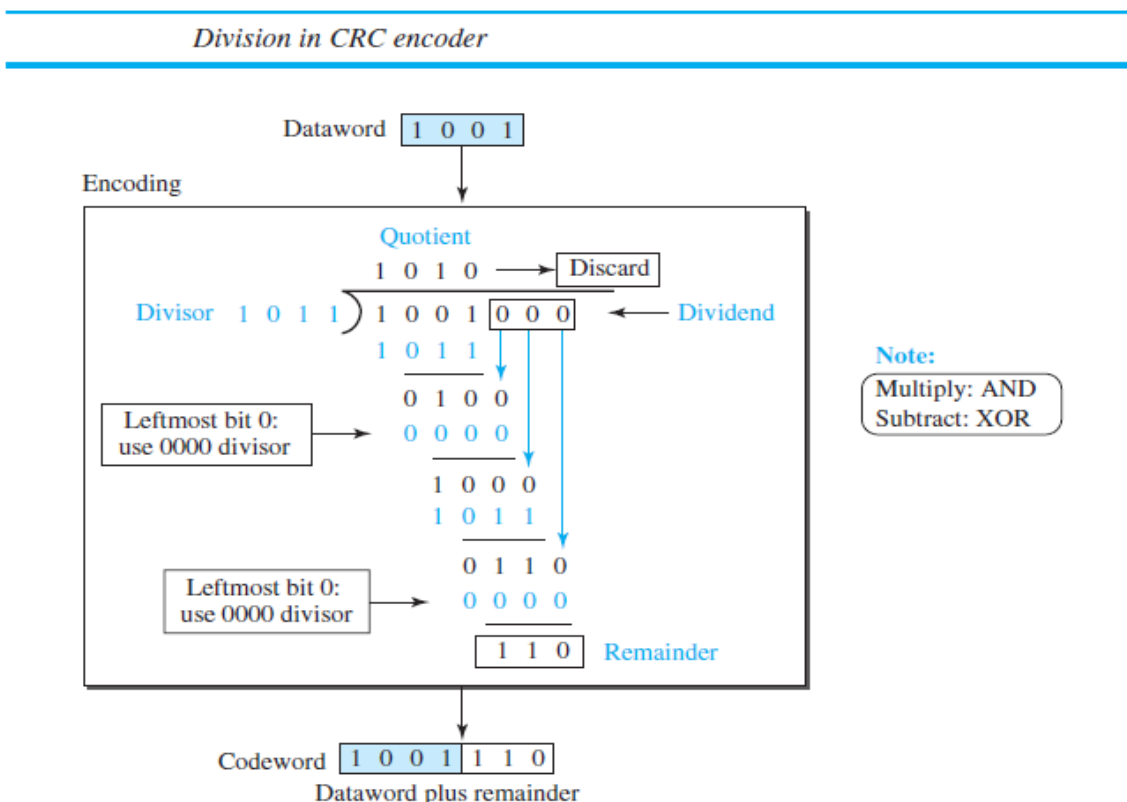 Division in CRC encoder
Dataword 1 0 0 1
Encoding
Quotient
1 0 1 0 Discard
Divisor 1 0 1 1 1 0 0 1 0 0 0 Dividend
1 0 1 1
Note:
Multiply: AND
Subtract: XOR
0 1 0 0
Leftmost bit 0:
use 0000 divisor
0 0 0 0
1 0 0 0
1 0 1 1
0 1 1 0
Leftmost bit 0:
use 0000 divisor
0 0 0 0
1 1 0 Remainder
Codeword 1 0 0 1 1 1 0
Dataword plus remainder